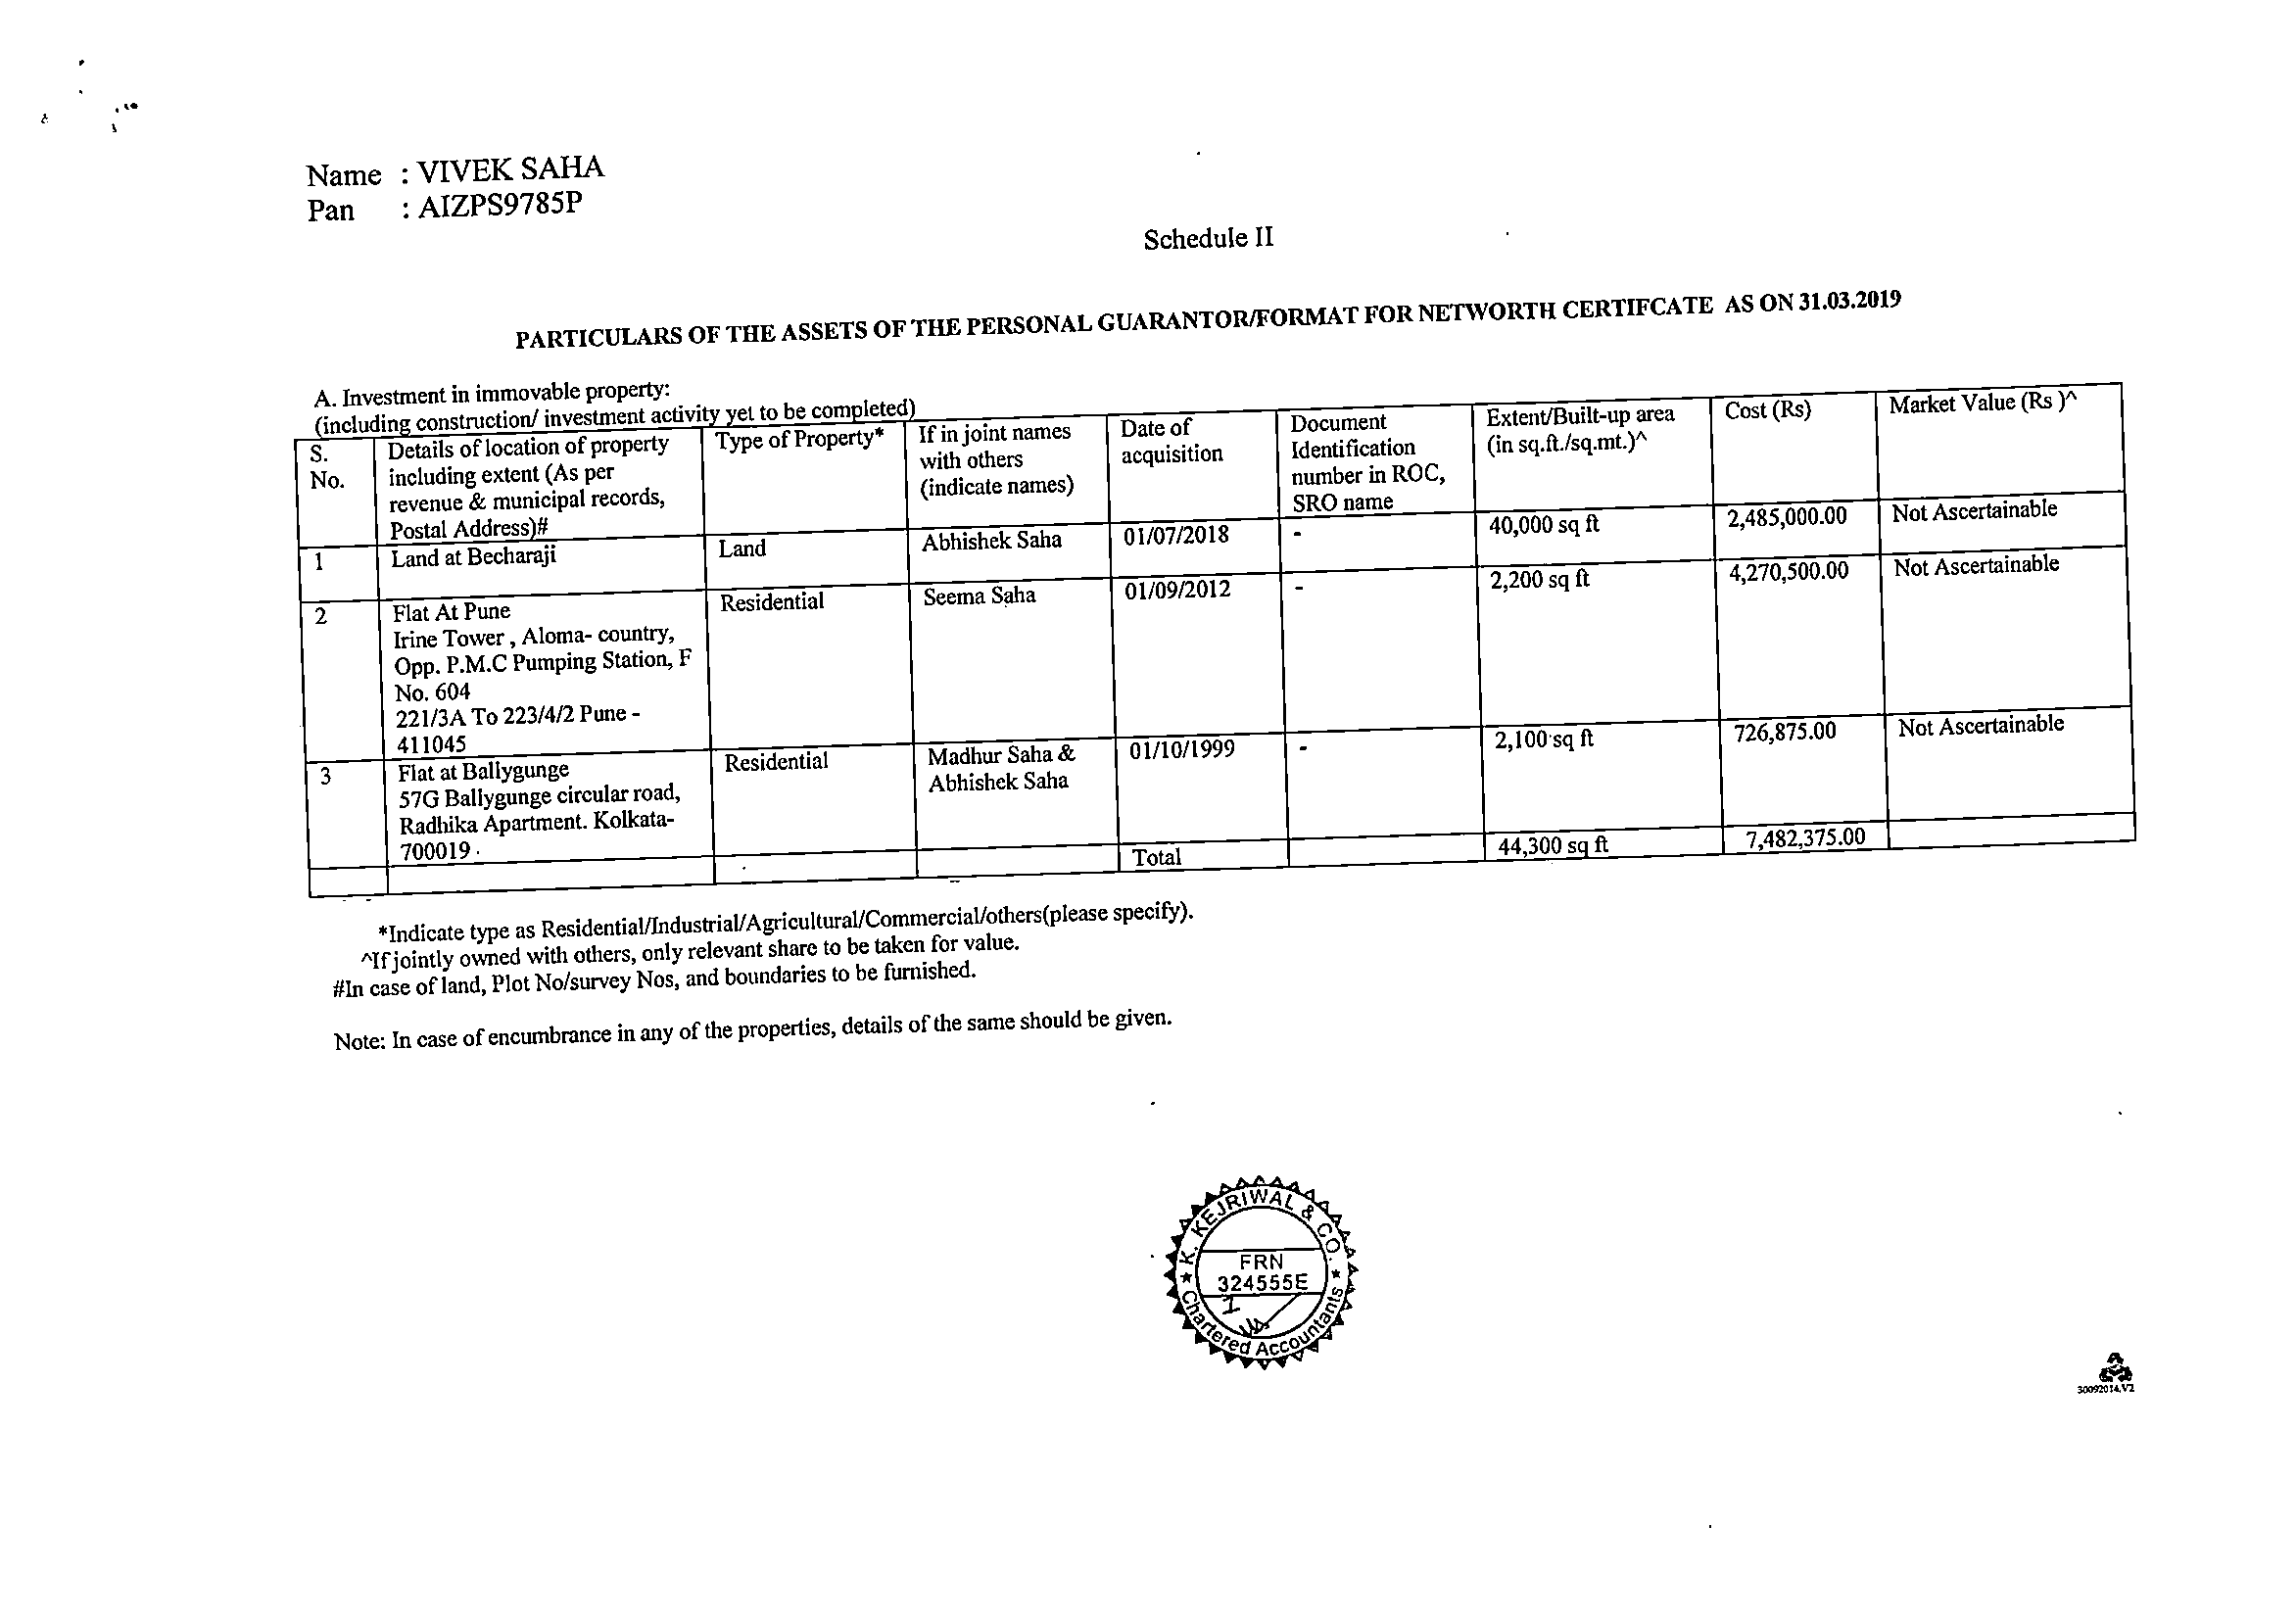 Name : VIVEK SAHA
Pan : AIZPS9785P
Schedule II
PARTICULARS OF THE ASSETS OF THE PERSONAL GUARANTOR/FORMAT FOR NETWORTH CERTIFCATE AS ON 31.03.2019
A. Investment in immovable property:
(including construction/ investment activity yet to be completed)
S. No. Details of location of property including extent (As per revenue & municipal records, Postal Address)# Type of Property* If in joint names with others (indicate names) Date of acquisition Document Identification number in ROC, SRO name Extent/Built-up area (in sq.ft./sq.mt.)^ Cost (Rs) Market Value (Rs )^
1 Land at Becharaji Land Abhishek Saha 01/07/2018 - 40,000 sq ft 2,485,000.00 Not Ascertainable
2 Flat At Pune Residential Seema Saha 01/09/2012 - 2,200 sq ft 4,270,500.00 Not Ascertainable
Irine Tower , Aloma- country,
Opp. P.M.C Pumping Station, F
No. 604
221/3A To 223/4/2 Pune -
411045
3 Flat at Ballygunge Residential Madhur Saha & Abhishek Saha 01/10/1999 - 2,100 sq ft 726,875.00 Not Ascertainable
57G Ballygunge circular road,
Radhika Apartment. Kolkata-
700019
Total 44,300 sq ft 7,482,375.00
*Indicate type as Residential/Industrial/Agricultural/Commercial/others(please specify).
^If jointly owned with others, only relevant share to be taken for value.
#In case of land, Plot No/survey Nos, and boundaries to be furnished.
Note: In case of encumbrance in any of the properties, details of the same should be given.
K. KEJRIWAL & CO.
FRN
324555E
Chartered Accountants
30092014.V2